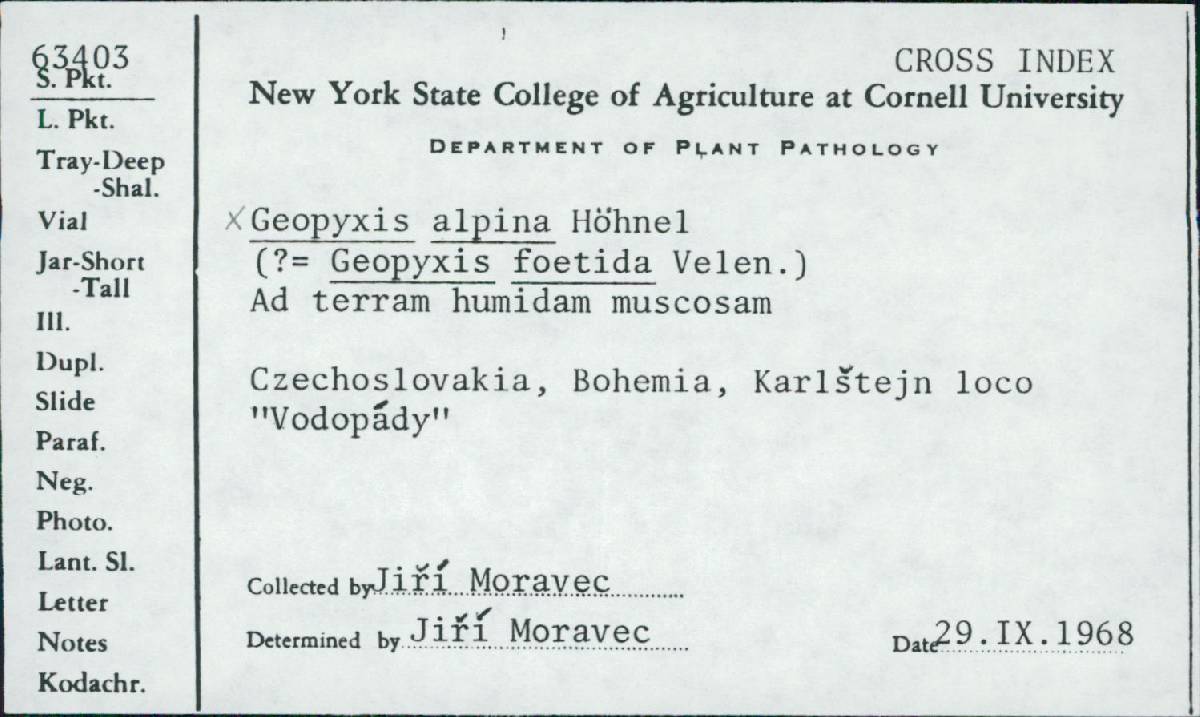 63403
S. Pkt.
L. Pkt.
Tray-Deep
-Shal.
Vial
Jar-Short
-Tall
Ill.
Dupl.
Slide
Paraf.
Neg.
Photo.
Lant. Sl.
Letter
Notes
Kodachr.
CROSS INDEX
New York State College of Agriculture at Cornell University
DEPARTMENT OF PLANT PATHOLOGY
X Geopyxis alpina Höhnel
(?= Geopyxis foetida Velen.)
Ad terram humidam muscosam
Czechoslovakia, Bohemia, Karlštejn loco
"Vodopády"
Collected by Jiří Moravec
Determined by Jiří Moravec
Date 29.IX.1968